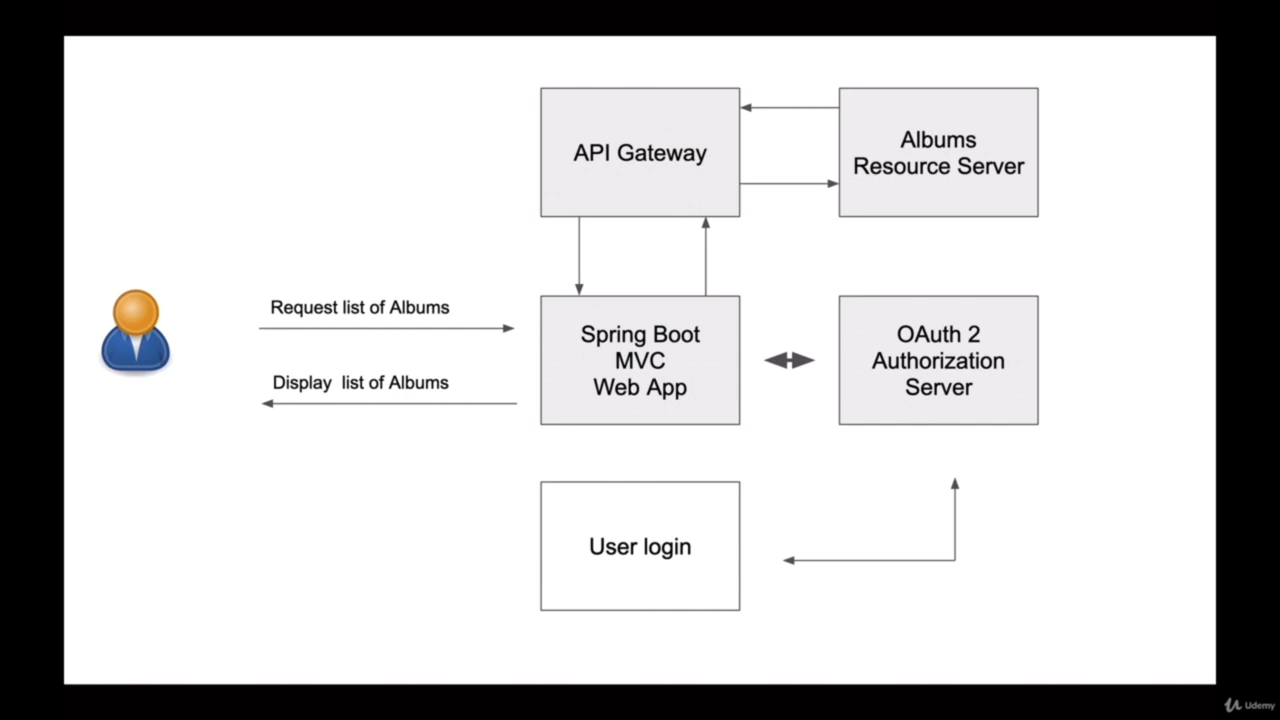 API Gateway
Albums
Resource Server
Request list of Albums
Display list of Albums
Spring Boot
MVC
Web App
OAuth 2
Authorization
Server
User login
Udemy